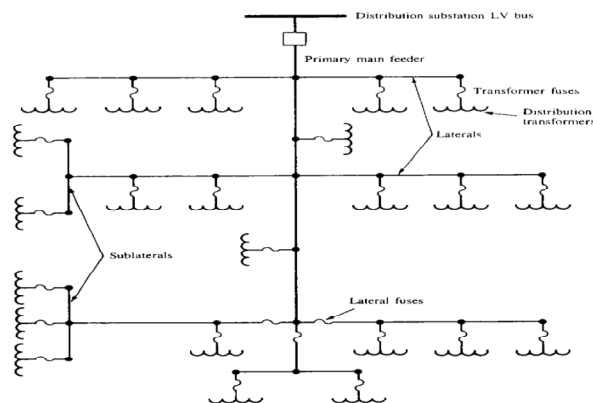 Distribution substation LV bus
Primary main feeder
Transformer fuses
Distribution
transformers
Laterals
Sublaterals
Lateral fuses